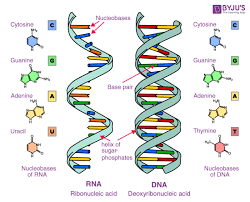 BYJU'S
Nucleobases
Cytosine
C
Guanine
G
Adenine
A
Uracil
U
Nucleobases
of RNA
Base pair
helix of
sugar-
phosphates
RNA
Ribonucleic acid
DNA
Deoxyribonucleic acid
Cytosine
C
Guanine
G
Adenine
A
Thymine
T
Nucleobases
of DNA